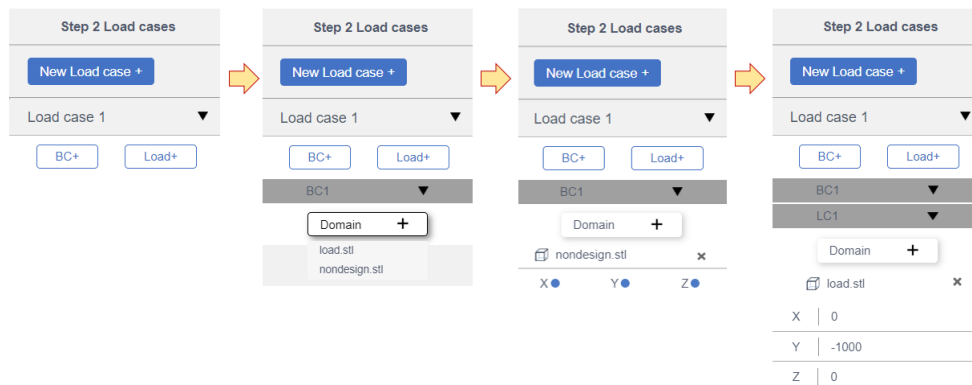 Step 2 Load cases
New Load case +
Load case 1
BC+ Load+
Step 2 Load cases
New Load case +
Load case 1
BC+ Load+
BC1
Domain +
load.stl
nondesign.stl
Step 2 Load cases
New Load case +
Load case 1
BC+ Load+
BC1
Domain +
nondesign.stl ×
X Y Z
Step 2 Load cases
New Load case +
Load case 1
BC+ Load+
BC1
LC1
Domain +
load.stl ×
X 0
Y -1000
Z 0